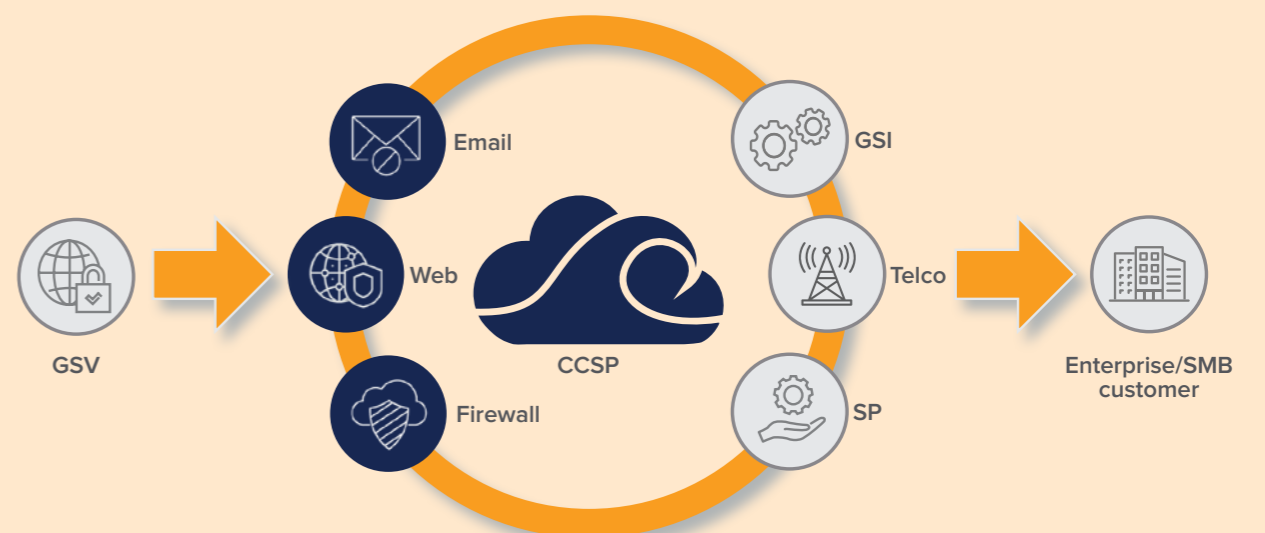 Email
GSI
Web
Telco
GSV
CCSP
Enterprise/SMB
customer
Firewall
SP